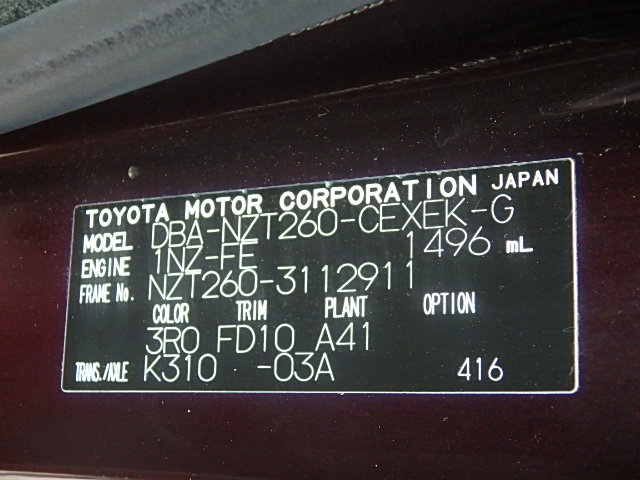 TOYOTA MOTOR CORPORATION JAPAN
MODEL DBA-NZT260-CEXEK-G
ENGINE 1NZ-FE 1496 mL
FRAME No. NZT260-3112911
COLOR TRIM PLANT OPTION
3R0 FD10 A41
TRANS./AXLE K310 -03A 416